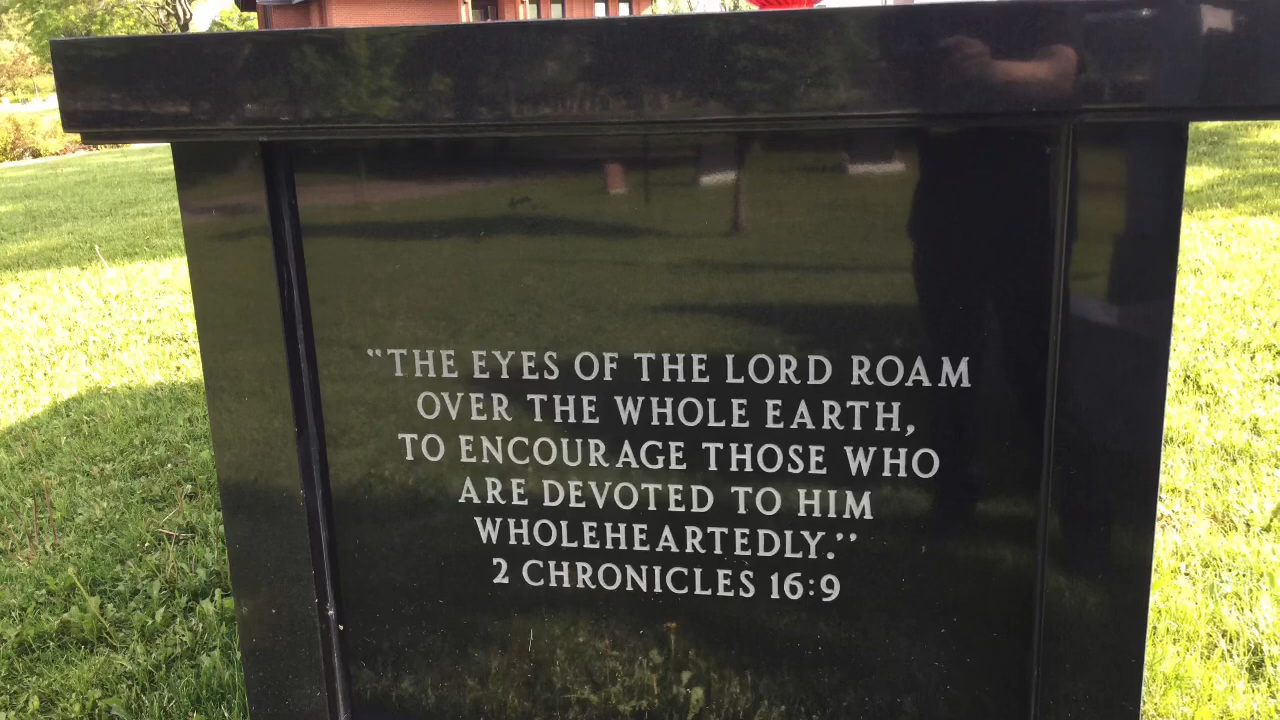 “THE EYES OF THE LORD ROAM
OVER THE WHOLE EARTH,
TO ENCOURAGE THOSE WHO
ARE DEVOTED TO HIM
WHOLEHEARTEDLY.”
2 CHRONICLES 16:9